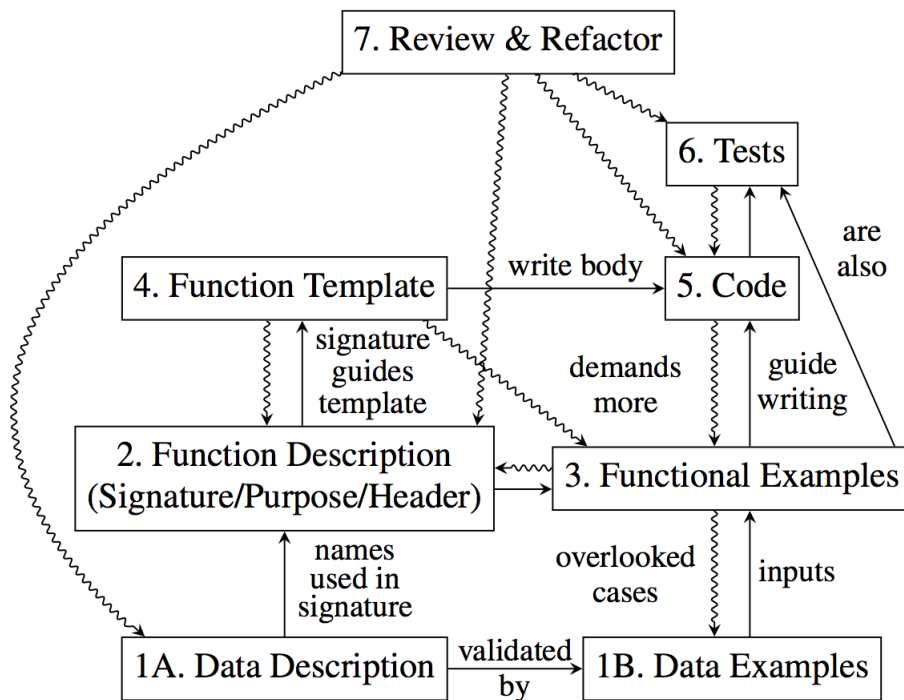 7. Review & Refactor
6. Tests
are
also
write body
4. Function Template
5. Code
signature
guides
template
demands
more
guide
writing
2. Function Description
(Signature/Purpose/Header)
3. Functional Examples
names
used in
signature
overlooked
cases
inputs
1A. Data Description
validated
by
1B. Data Examples